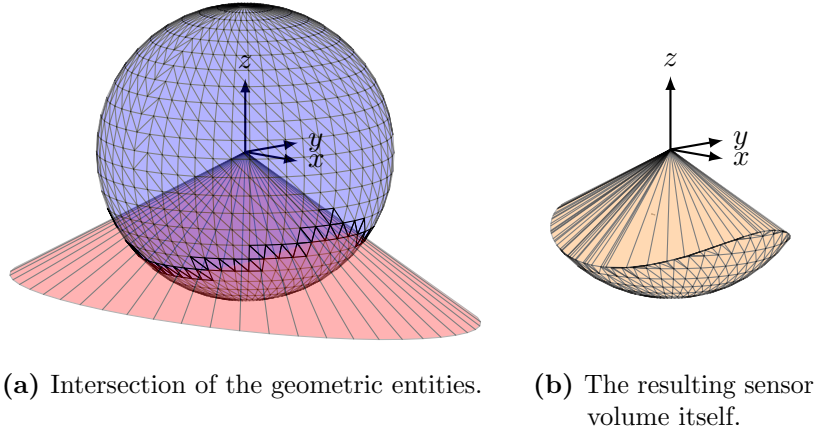 z
y
x
z
y
x
(a) Intersection of the geometric entities.
(b) The resulting sensor
volume itself.